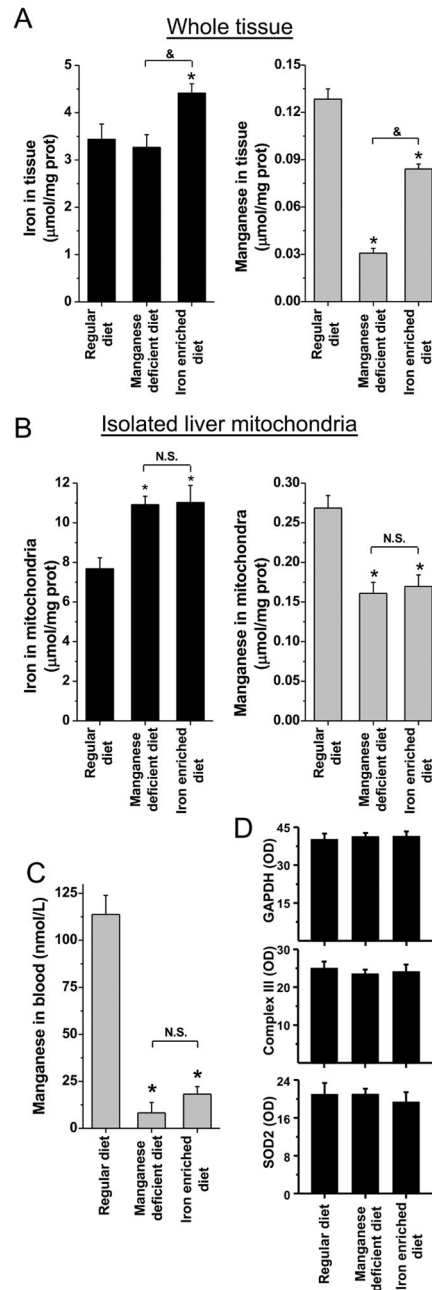 A
Whole tissue
Iron in tissue
(μmol/mg prot)
5
4
3
2
1
0
&
*
Regular
diet
Manganese
deficient diet
Iron enriched
diet
Manganese in tissue
(μmol/mg prot)
0.15
0.12
0.09
0.06
0.03
0.00
&
*
*
Regular
diet
Manganese
deficient diet
Iron enriched
diet
B
Isolated liver mitochondria
Iron in mitochondria
(μmol/mg prot)
12
10
8
6
4
2
0
N.S.
*
*
Regular
diet
Manganese
deficient diet
Iron enriched
diet
Manganese in mitochondria
(μmol/mg prot)
0.30
0.25
0.20
0.15
0.10
0.05
0.00
N.S.
*
*
Regular
diet
Manganese
deficient diet
Iron enriched
diet
C
Manganese in blood (nmol/L)
125
100
75
50
25
0
N.S.
*
*
Regular diet
Manganese
deficient diet
Iron enriched
diet
D
GAPDH (OD)
45
30
15
Complex III (OD)
30
20
10
SOD2 (OD)
24
16
8
0
Regular diet
Manganese
deficient diet
Iron enriched
diet